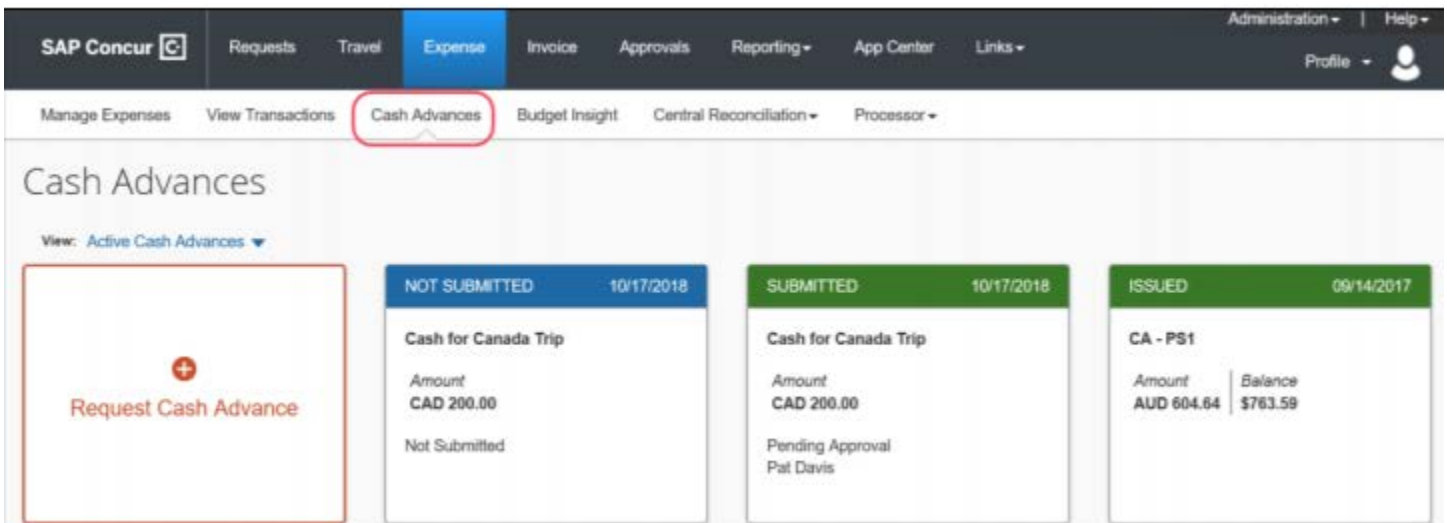 Administration | Help
SAP Concur C Requests Travel Expense Invoice Approvals Reporting App Center Links
Profile
Manage Expenses View Transactions Cash Advances Budget Insight Central Reconciliation Processor
Cash Advances
View: Active Cash Advances
NOT SUBMITTED 10/17/2018
Cash for Canada Trip
Amount
CAD 200.00
Not Submitted
SUBMITTED 10/17/2018
Cash for Canada Trip
Amount
CAD 200.00
Pending Approval
Pat Davis
ISSUED 09/14/2017
CA - PS1
Amount Balance
AUD 604.64 $763.59
Request Cash Advance